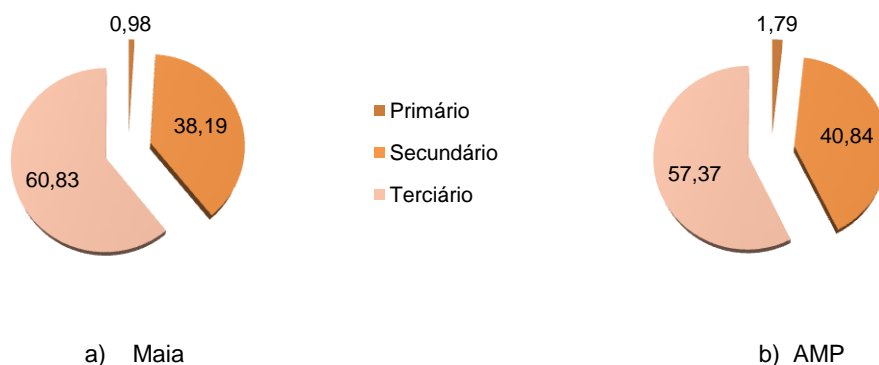 0,98
38,19
60,83
Primário
Secundário
Terciário
1,79
40,84
57,37
a) Maia
b) AMP